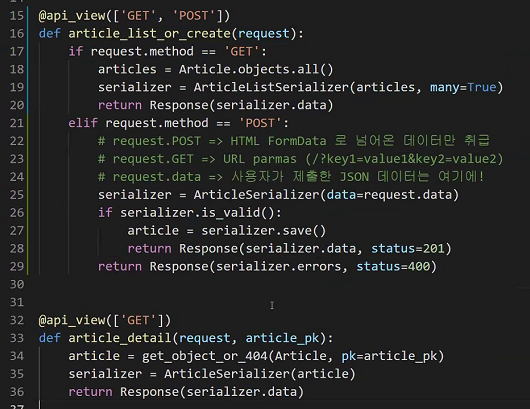 15 @api_view(['GET', 'POST'])
16 def article_list_or_create(request):
17     if request.method == 'GET':
18         articles = Article.objects.all()
19         serializer = ArticleListSerializer(articles, many=True)
20         return Response(serializer.data)
21     elif request.method == 'POST':
22         # request.POST => HTML FormData 로 넘어온 데이터만 취급
23         # request.GET => URL parmas (/?key1=value1&key2=value2)
24         # request.data => 사용자가 제출한 JSON 데이터는 여기에!
25         serializer = ArticleSerializer(data=request.data)
26         if serializer.is_valid():
27             article = serializer.save()
28             return Response(serializer.data, status=201)
29         return Response(serializer.errors, status=400)
30
31
32 @api_view(['GET'])
33 def article_detail(request, article_pk):
34     article = get_object_or_404(Article, pk=article_pk)
35     serializer = ArticleSerializer(article)
36     return Response(serializer.data)
37